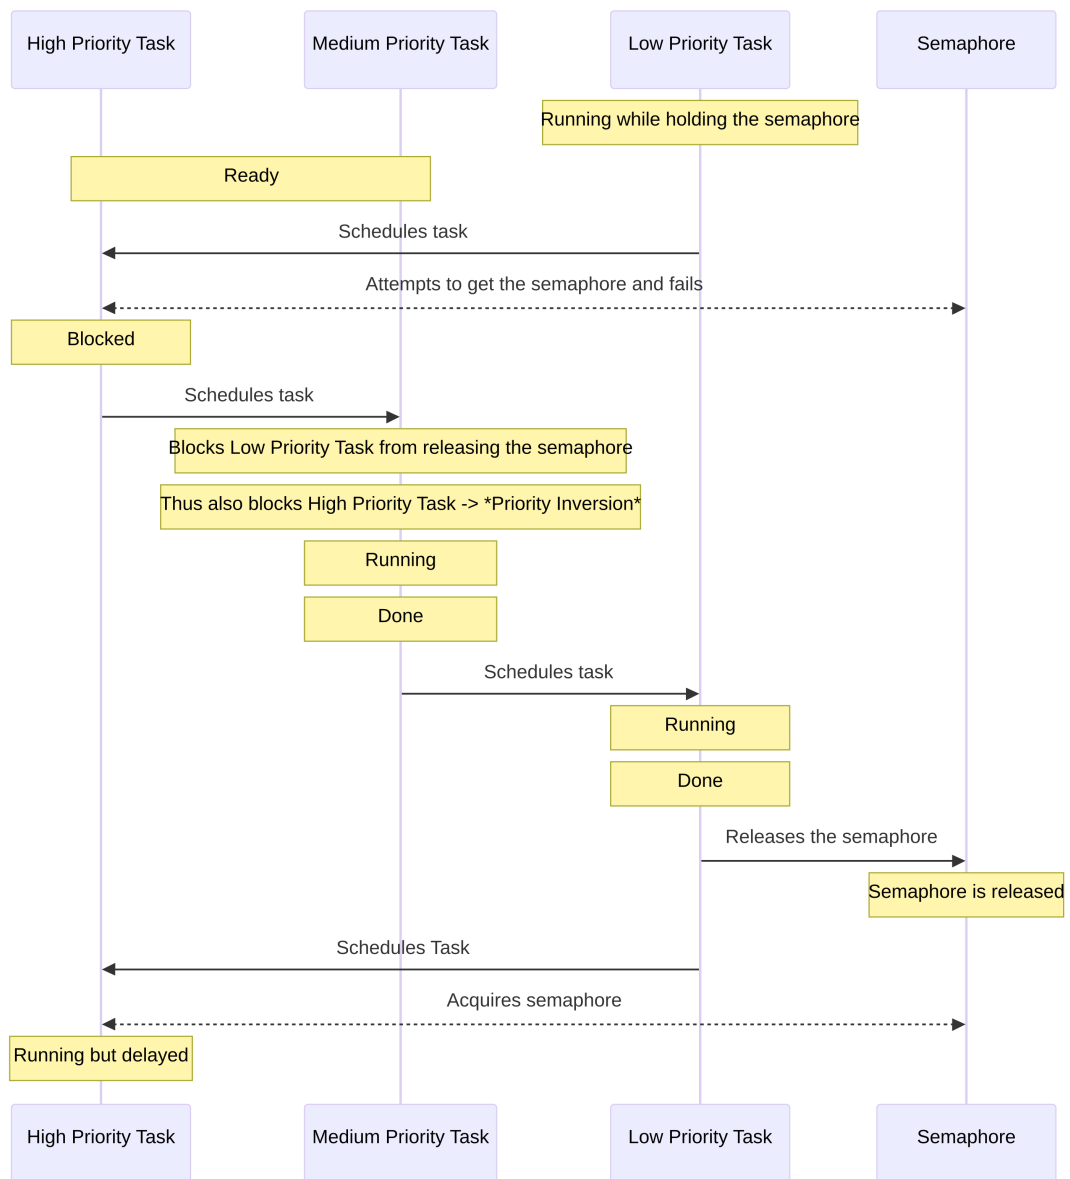 High Priority Task
Medium Priority Task
Low Priority Task
Semaphore
Running while holding the semaphore
Ready
Schedules task
Attempts to get the semaphore and fails
Blocked
Schedules task
Blocks Low Priority Task from releasing the semaphore
Thus also blocks High Priority Task -> *Priority Inversion*
Running
Done
Schedules task
Running
Done
Releases the semaphore
Semaphore is released
Schedules Task
Acquires semaphore
Running but delayed
High Priority Task
Medium Priority Task
Low Priority Task
Semaphore